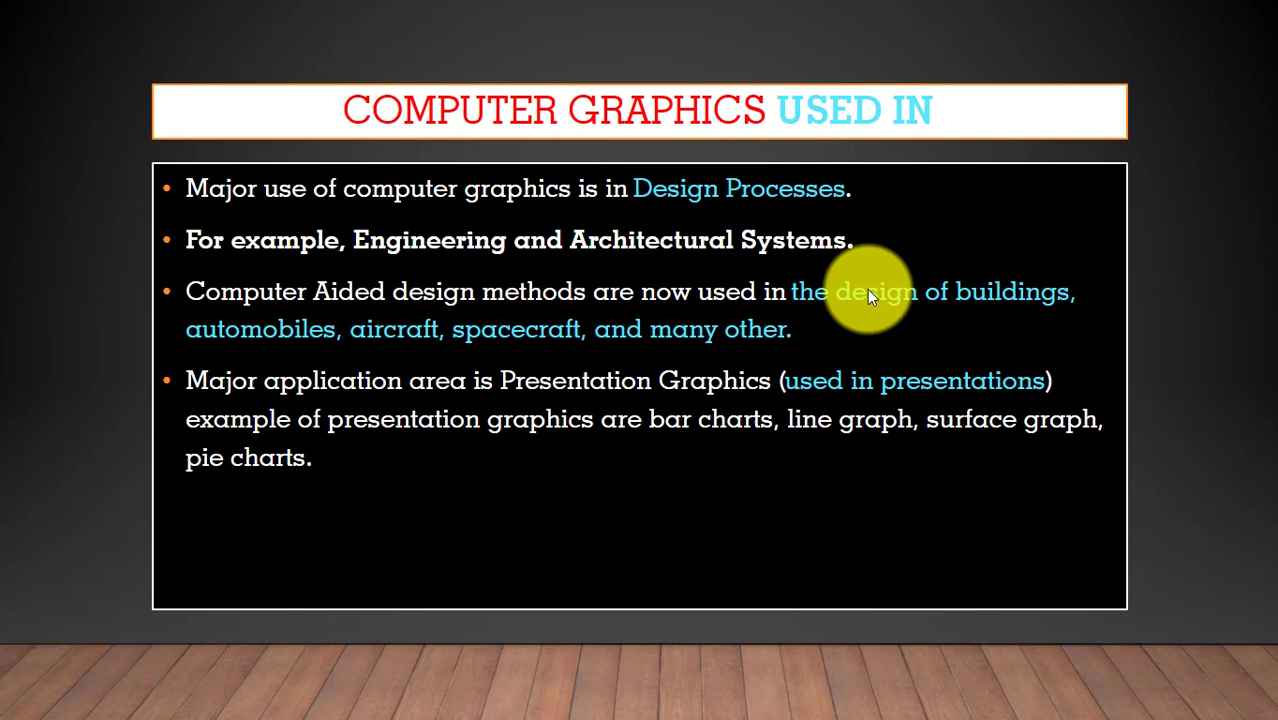 COMPUTER GRAPHICS USED IN
• Major use of computer graphics is in Design Processes.
• For example, Engineering and Architectural Systems.
• Computer Aided design methods are now used in the design of buildings,
automobiles, aircraft, spacecraft, and many other.
• Major application area is Presentation Graphics (used in presentations)
example of presentation graphics are bar charts, line graph, surface graph,
pie charts.